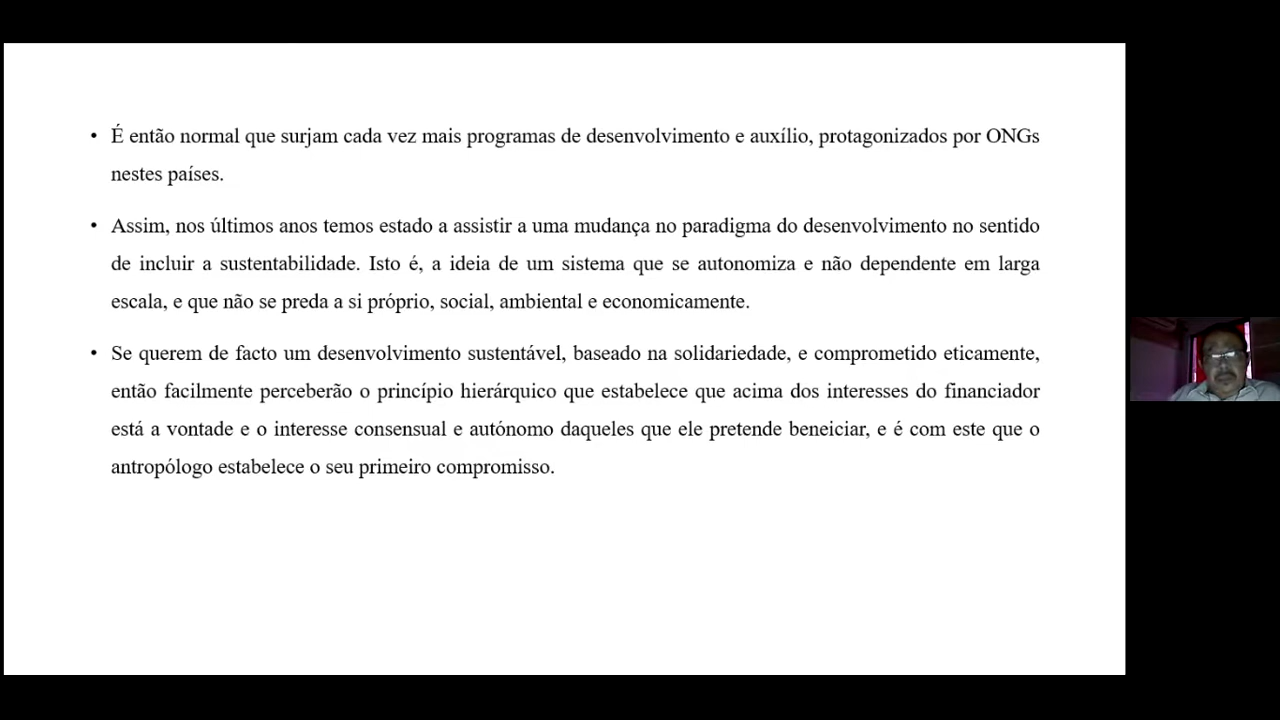 • É então normal que surjam cada vez mais programas de desenvolvimento e auxílio, protagonizados por ONGs
nestes países.
• Assim, nos últimos anos temos estado a assistir a uma mudança no paradigma do desenvolvimento no sentido
de incluir a sustentabilidade. Isto é, a ideia de um sistema que se autonomiza e não dependente em larga
escala, e que não se preda a si próprio, social, ambiental e economicamente.
• Se querem de facto um desenvolvimento sustentável, baseado na solidariedade, e comprometido eticamente,
então facilmente perceberão o princípio hierárquico que estabelece que acima dos interesses do financiador
está a vontade e o interesse consensual e autónomo daqueles que ele pretende beneiciar, e é com este que o
antropólogo estabelece o seu primeiro compromisso.